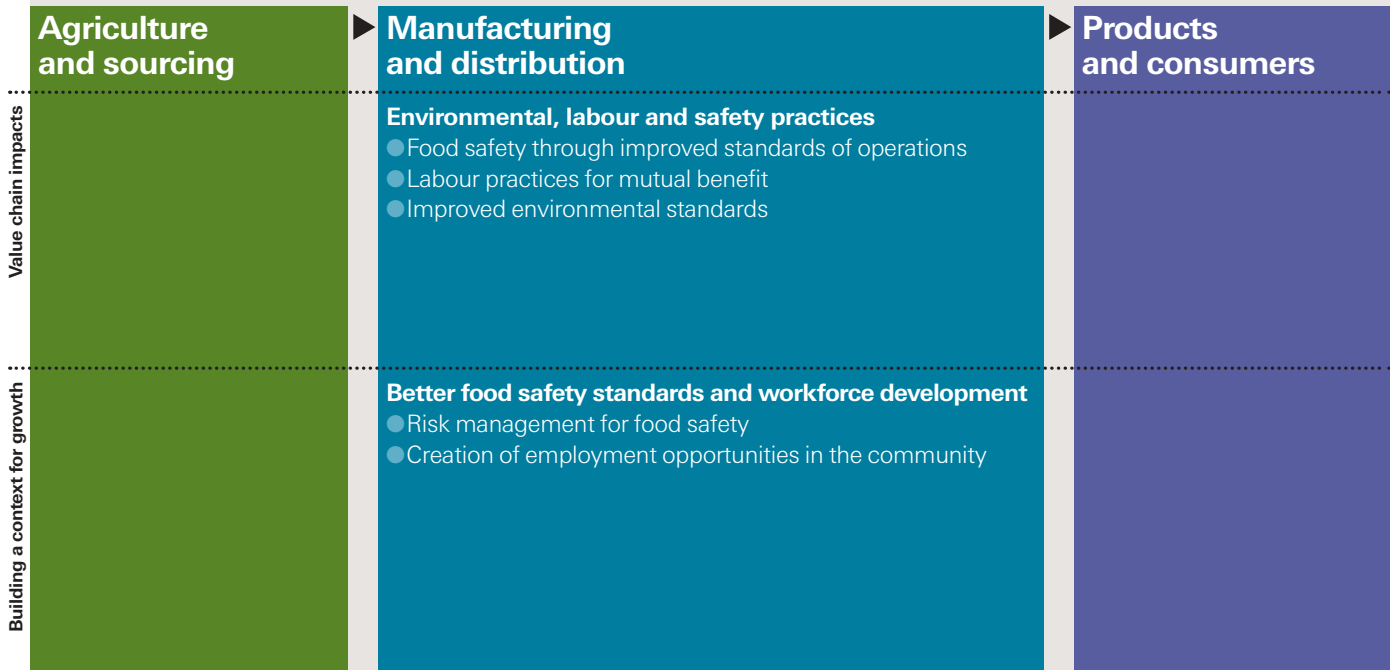 Agriculture
and sourcing
Manufacturing
and distribution
Products
and consumers
Value chain impacts
Environmental, labour and safety practices
Food safety through improved standards of operations
Labour practices for mutual benefit
Improved environmental standards
Building a context for growth
Better food safety standards and workforce development
Risk management for food safety
Creation of employment opportunities in the community